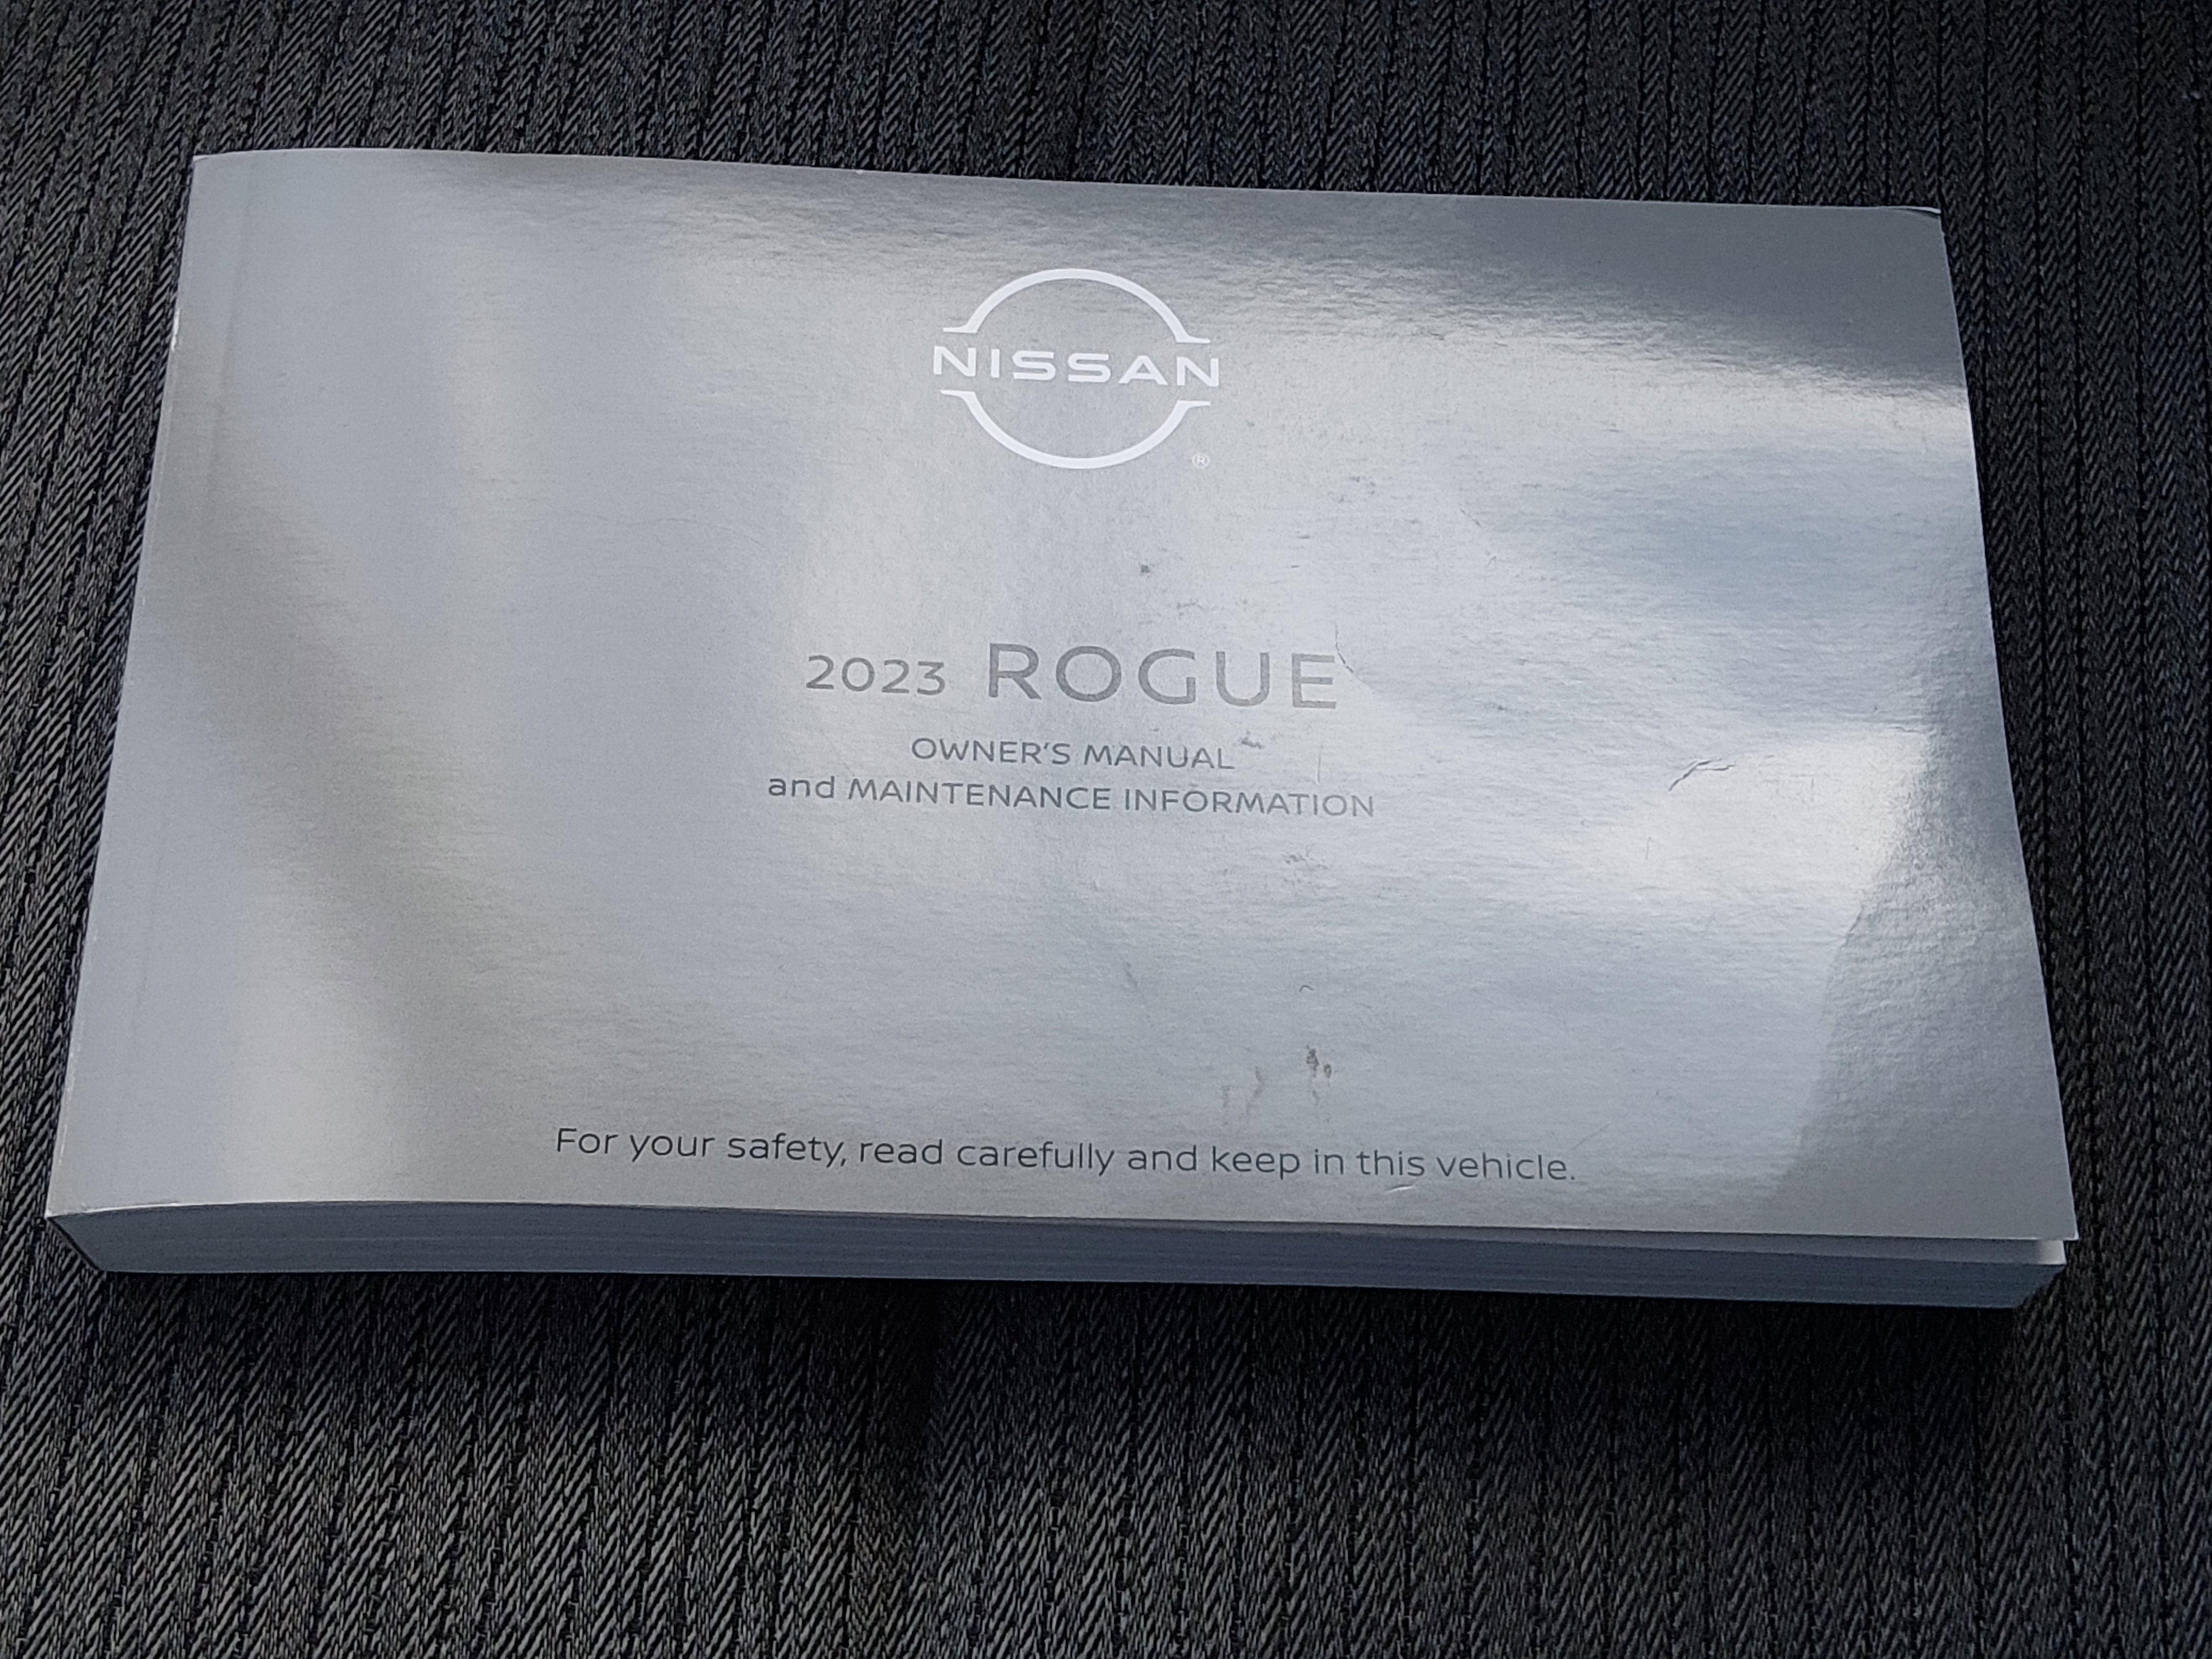 NISSAN
®
2023 ROGUE
OWNER'S MANUAL
and MAINTENANCE INFORMATION
For your safety, read carefully and keep in this vehicle.